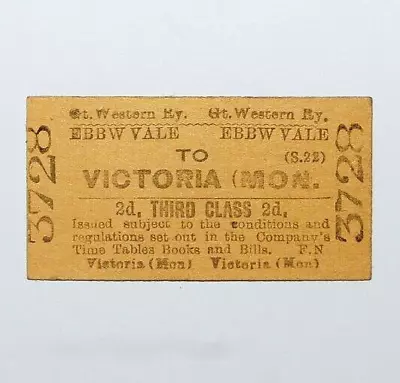 Gt. Western Ry. Gt. Western Ry.
EBBW VALE EBBW VALE
TO
(S.22)
VICTORIA (MON.
2d, THIRD CLASS 2d,
Issued subject to the conditions and
regulations set out in the Company's
Time Tables Books and Bills. F.N
Victoria (Mon) Victoria (Mon)
3728
3728